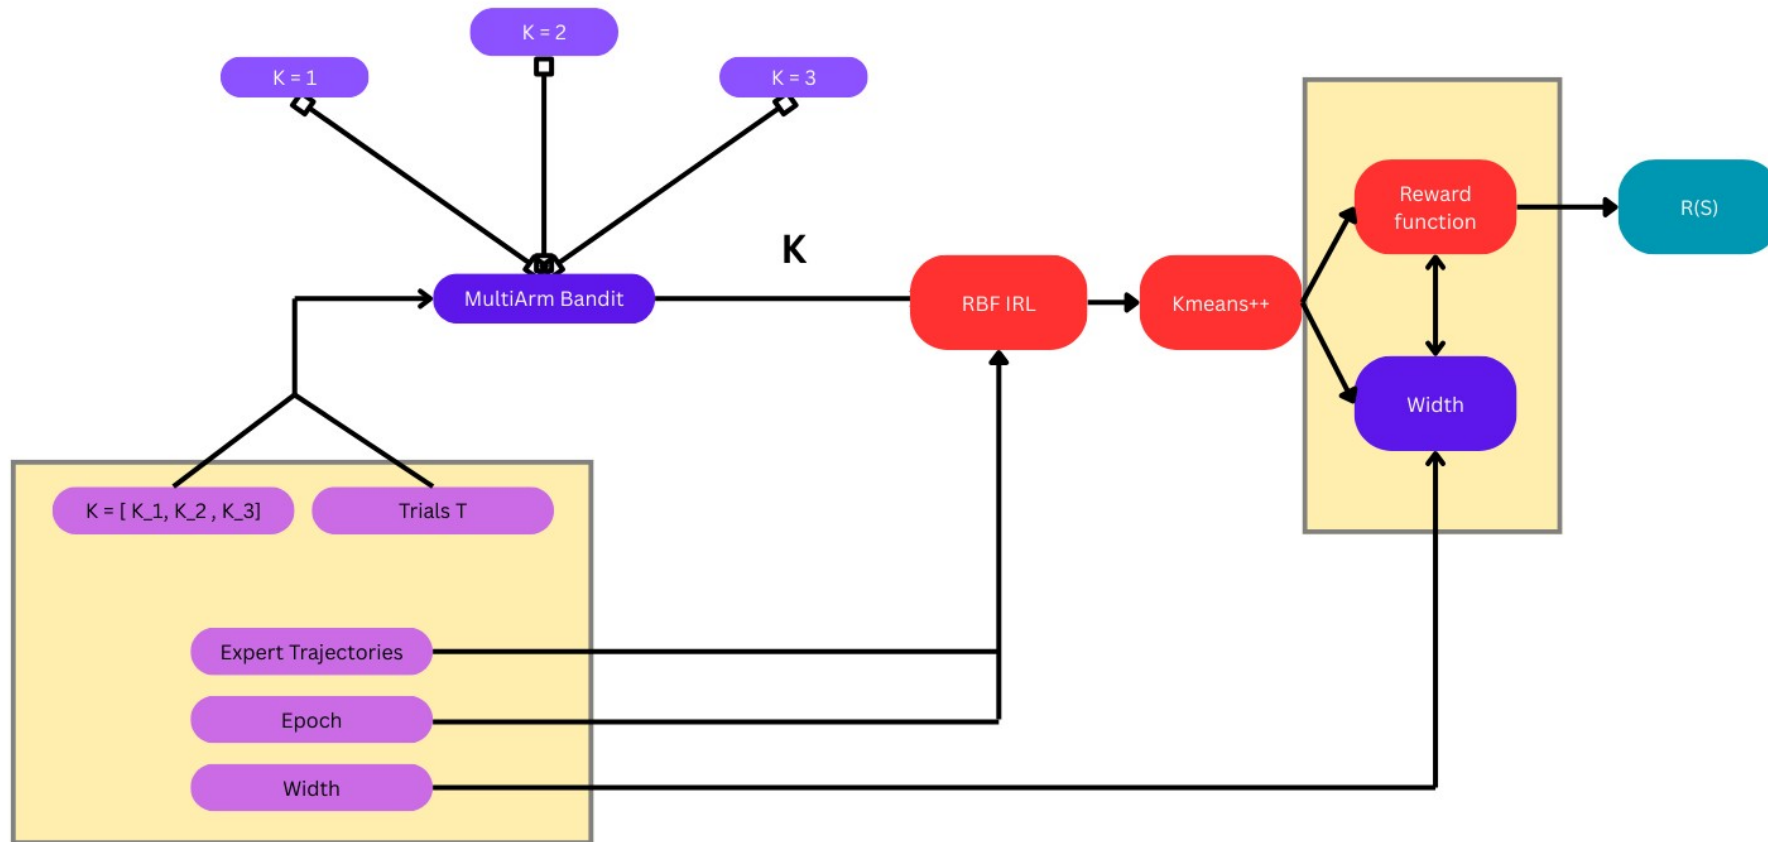 K = 2
K = 1
K = 3
K
MultiArm Bandit
RBF IRL
Kmeans++
Reward
function
R(S)
Width
K = [ K_1, K_2 , K_3]
Trials T
Expert Trajectories
Epoch
Width